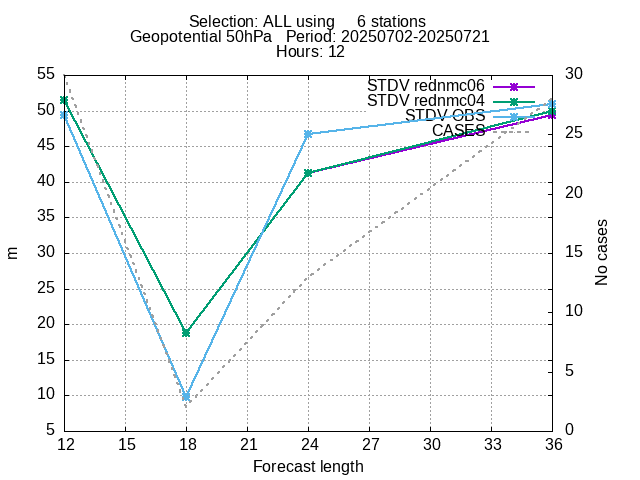 Selection: ALL using     6 stations
Geopotential 50hPa   Period: 20250702-20250721
Hours: 12
STDV rednmc06
STDV rednmc04
STDV OBS
CASES
55
50
45
40
35
30
25
20
15
10
5
m
30
25
20
15
10
5
0
No cases
12 15 18 21 24 27 30 33 36
Forecast length